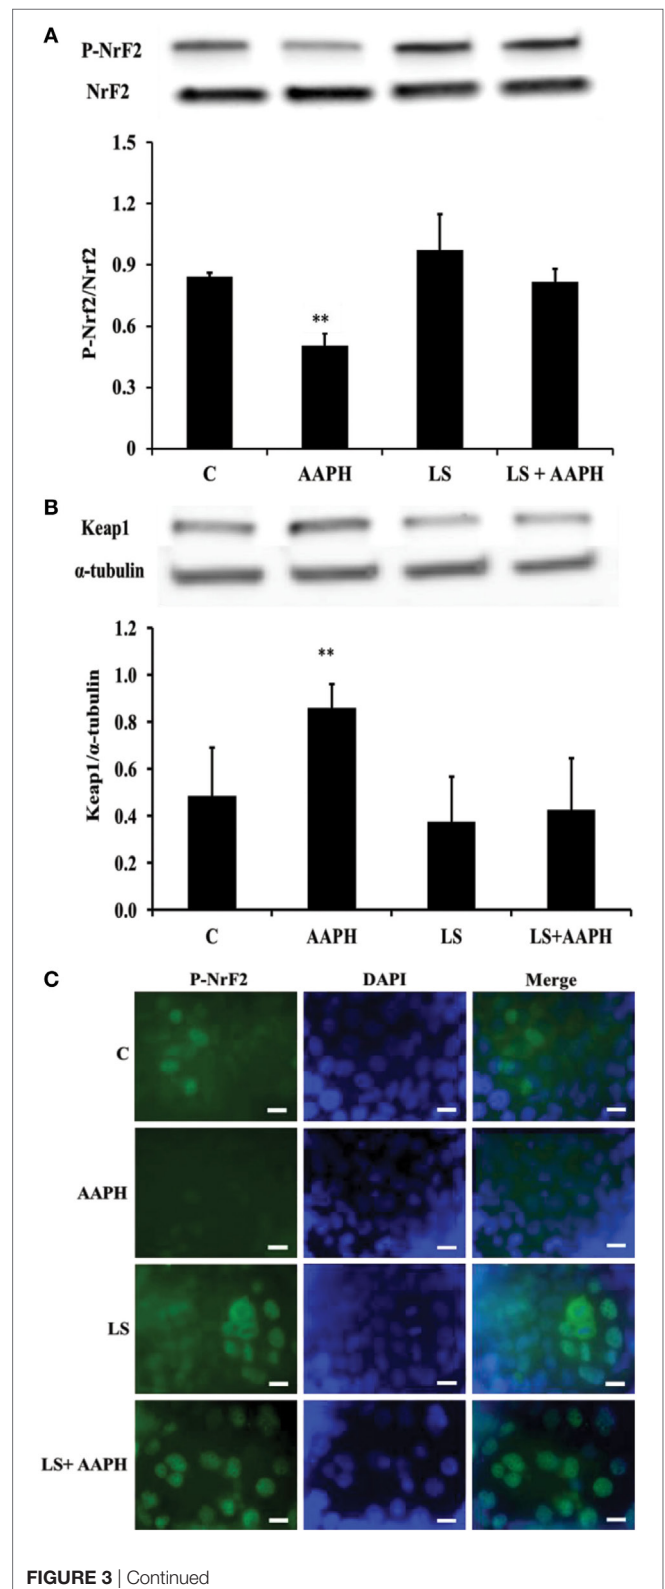 A
P-NrF2
NrF2
1.5
1.2
0.9
0.6
0.3
0
P-Nrf2/Nrf2
**
C AAPH LS LS + AAPH
B
Keap1
α-tubulin
1.2
1.0
0.8
0.6
0.4
0.2
0.0
Keap1/α-tubulin
**
C AAPH LS LS+AAPH
C
P-NrF2 DAPI Merge
C
AAPH
LS
LS+ AAPH
FIGURE 3 | Continued